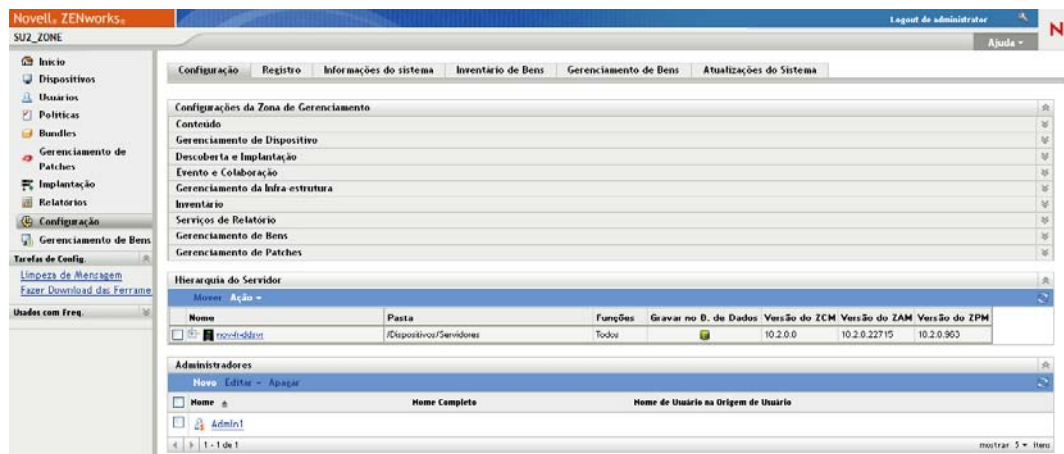 Novell® ZENworks®
Logout de administrator
SU2_ZONE
Ajuda
N
Início
Dispositivos
Usuários
Políticas
Bundles
Gerenciamento de
Patches
Implantação
Relatórios
Configuração
Gerenciamento de Bens
Tarefas de Config.
Limpeza de Mensagem
Fazer Download das Ferrame
Usados com Freq.
Configuração Registro Informações do sistema Inventário de Bens Gerenciamento de Bens Atualizações do Sistema
Configurações da Zona de Gerenciamento
Conteúdo
Gerenciamento de Dispositivo
Descoberta e Implantação
Evento e Colaboração
Gerenciamento da Infra-estrutura
Inventário
Serviços de Relatório
Gerenciamento de Bens
Gerenciamento de Patches
Hierarquia do Servidor
Mover Ação
Nome Pasta Funções Gravar no B. de Dados Versão do ZCM Versão do ZAM Versão do ZPM
/Dispositivos/Servidores Todos 10.2.0.0 10.2.0.22715 10.2.0.963
Administradores
Novo Editar Apagar
Nome Nome Completo Nome de Usuário na Origem de Usuário
Admin1
1 - 1 de 1 mostrar 5 itens